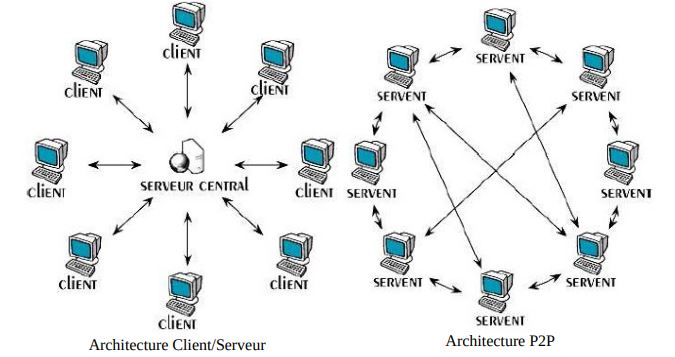 cliENT
cliENT
cliENT
cliENT
SERVEUR CENTRAl
cliENT
cliENT
cliENT
cliENT
Architecture Client/Serveur
SERVENT
SERVENT
SERVENT
SERVENT
SERVENT
SERVENT
SERVENT
SERVENT
Architecture P2P